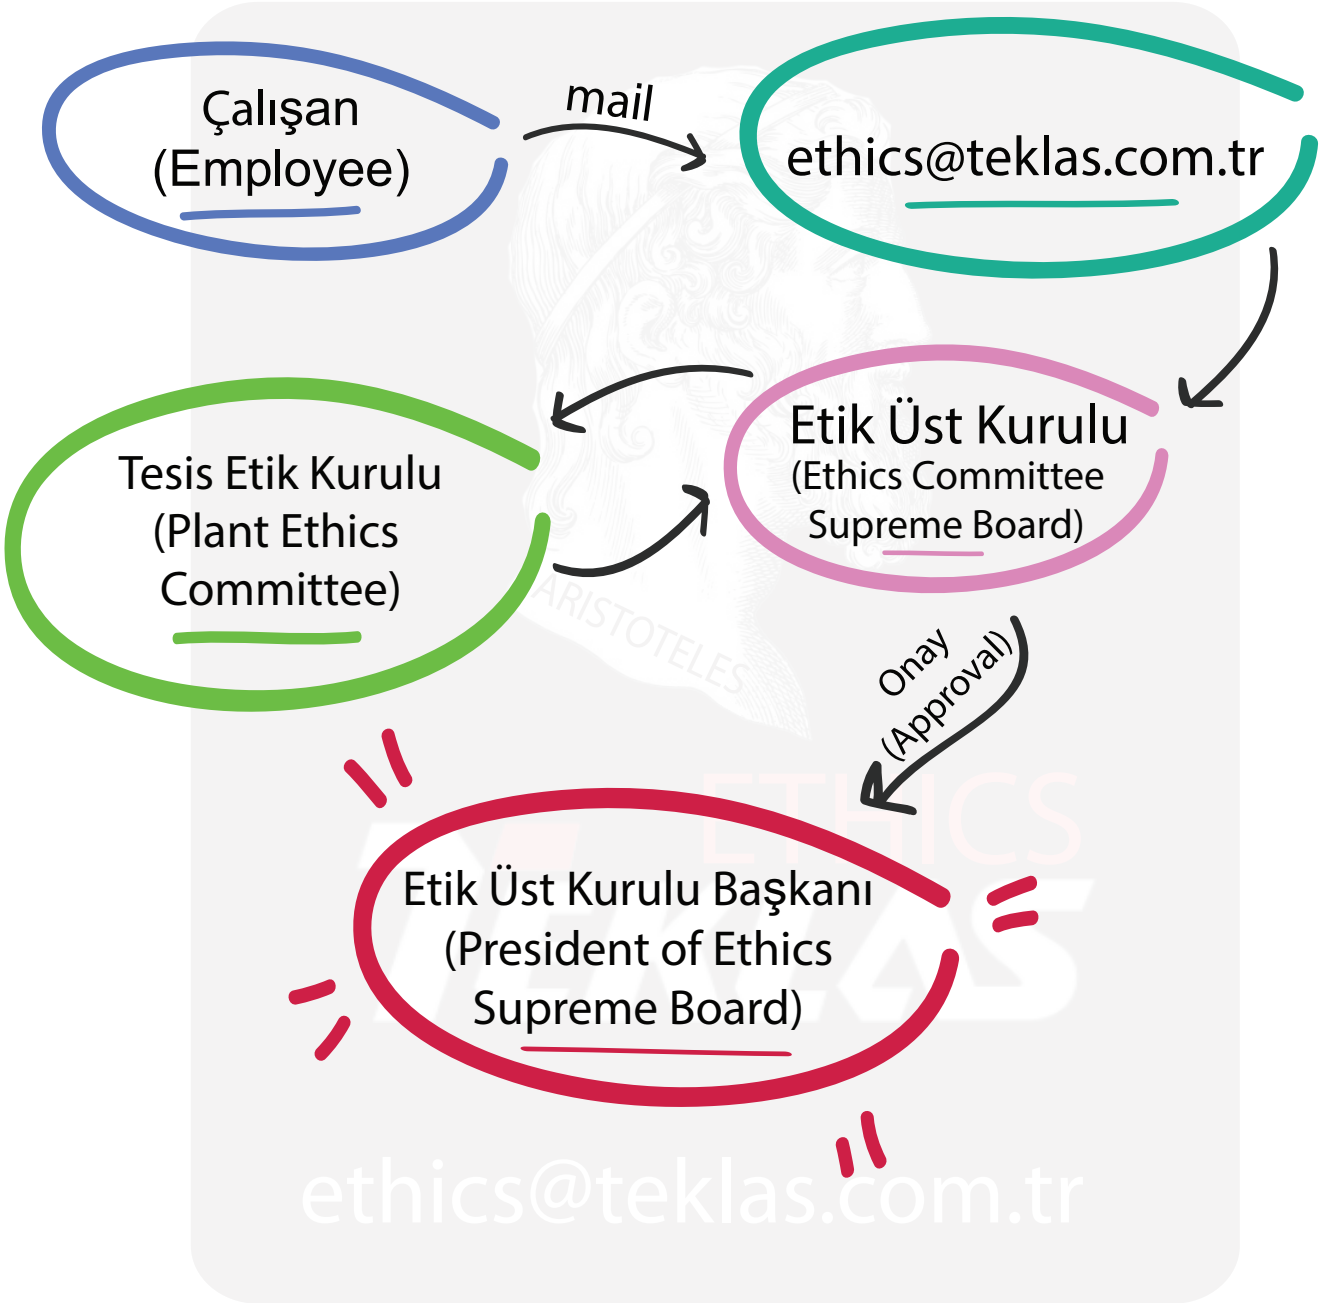 Çalışan
(Employee)
mail
ethics@teklas.com.tr
Etik Üst Kurulu
(Ethics Committee
Supreme Board)
Tesis Etik Kurulu
(Plant Ethics
Committee)
ARISTOTELES
Onay
(Approval)
ETHICS
TEKLAS
Etik Üst Kurulu Başkanı
(President of Ethics
Supreme Board)
ethics@teklas.com.tr